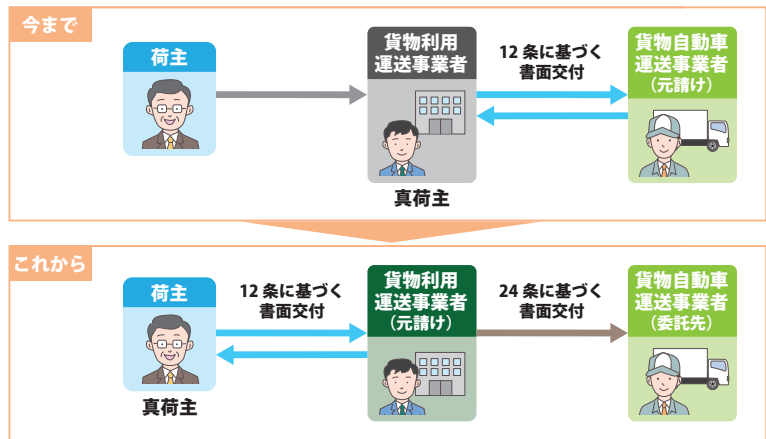 今まで
荷主
貨物利用
運送事業者
真荷主
12 条に基づく
書面交付
貨物自動車
運送事業者
(元請け)
これから
荷主
真荷主
12 条に基づく
書面交付
貨物利用
運送事業者
(元請け)
24 条に基づく
書面交付
貨物自動車
運送事業者
(委託先)